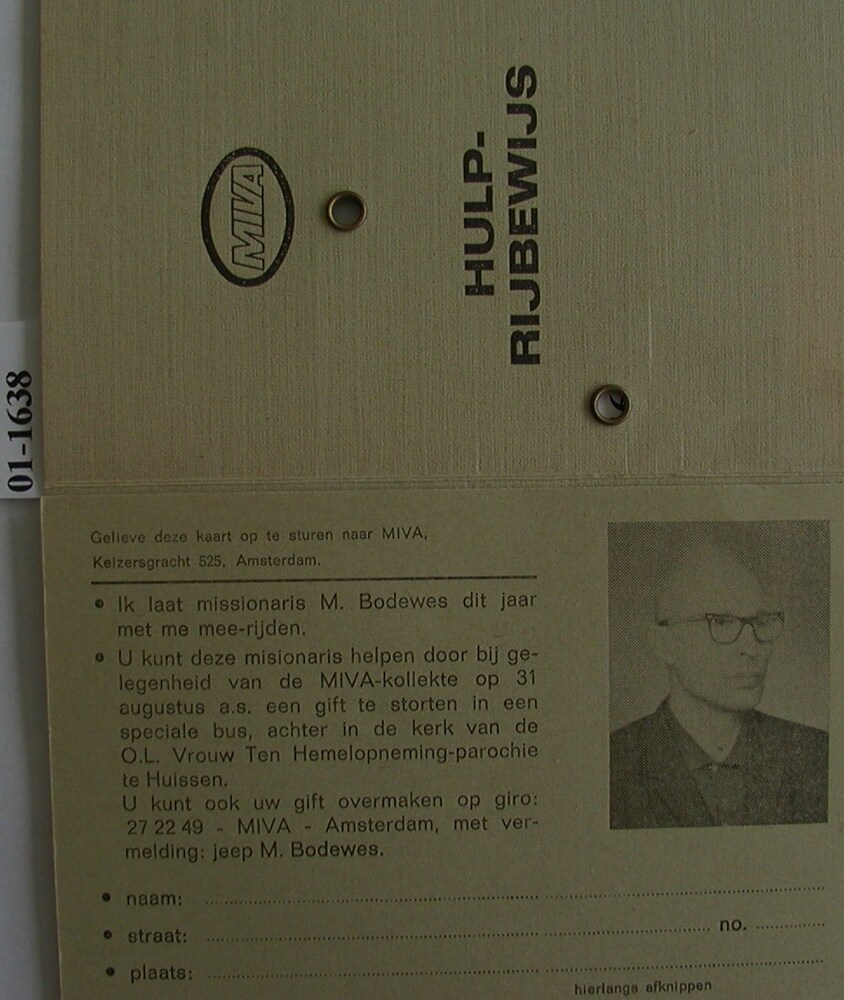 MIVA
HULP-
RIJBEWIJS
01-1638
Gelieve deze kaart op te sturen naar MIVA,
Keizersgracht 525, Amsterdam.
• Ik laat missionaris M. Bodewes dit jaar
met me mee-rijden.
• U kunt deze misionaris helpen door bij ge-
legenheid van de MIVA-kollekte op 31
augustus a.s. een gift te storten in een
speciale bus, achter in de kerk van de
O.L. Vrouw Ten Hemelopneming-parochie
te Huissen.
U kunt ook uw gift overmaken op giro:
27 22 49 - MIVA - Amsterdam, met ver-
melding: jeep M. Bodewes.
• naam:
• straat: no.
• plaats:
hierlangs afknippen